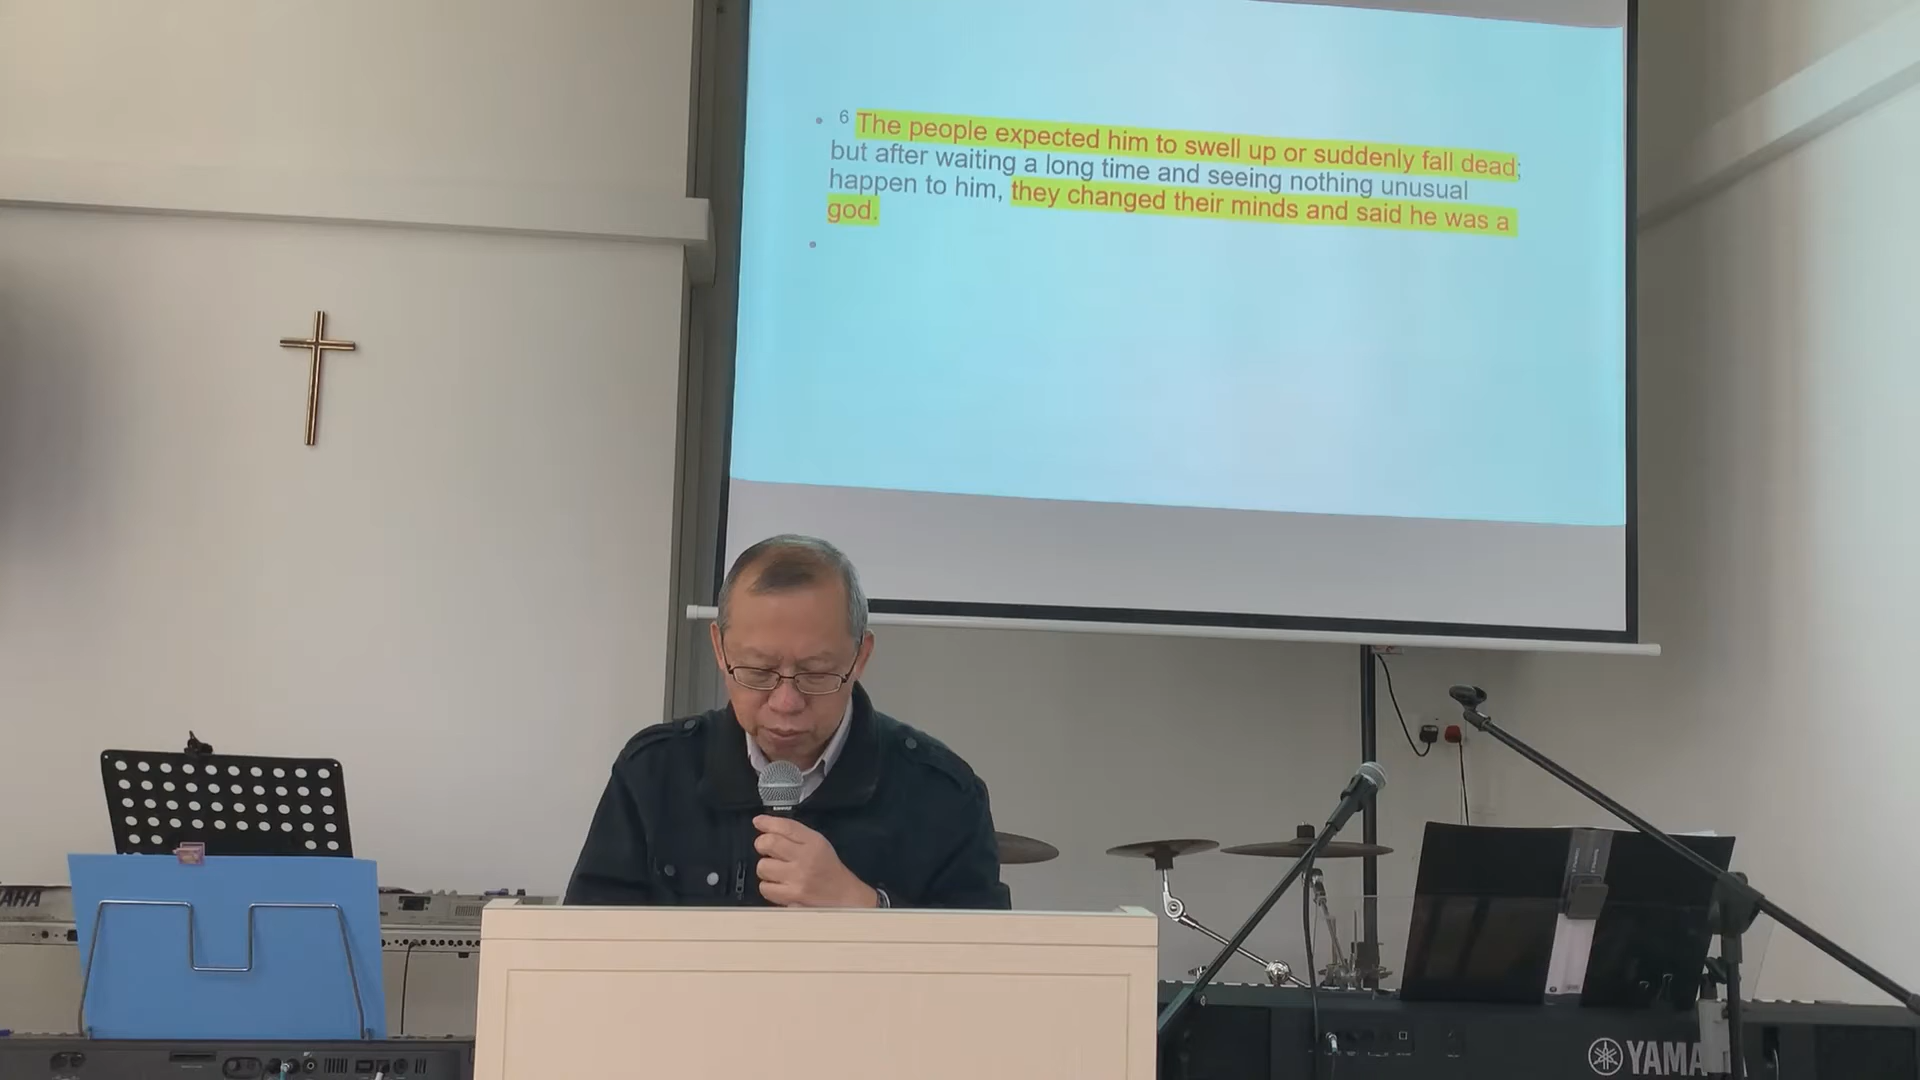 • 6 The people expected him to swell up or suddenly fall dead;
but after waiting a long time and seeing nothing unusual
happen to him, they changed their minds and said he was a
god.
•
AHA
YAMA